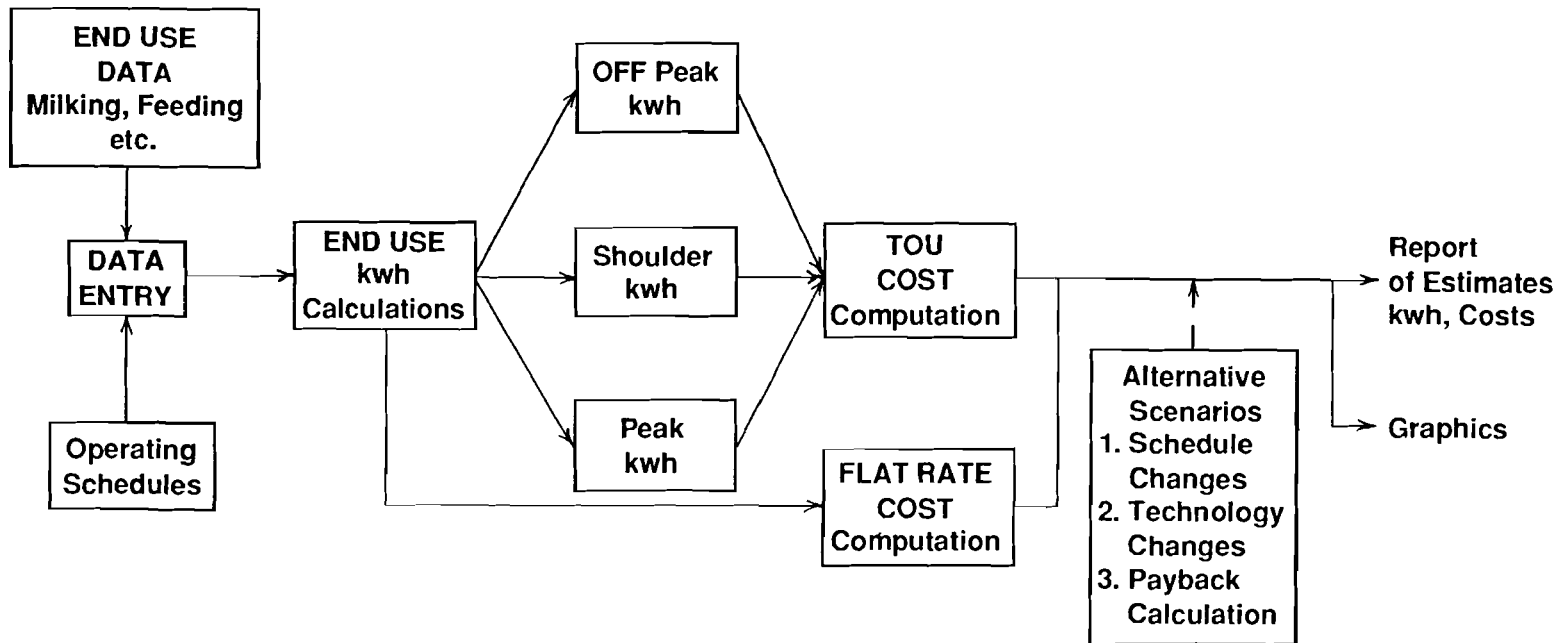 END USE
DATA
Milking, Feeding
etc.
DATA
ENTRY
Operating
Schedules
END USE
kwh
Calculations
OFF Peak
kwh
Shoulder
kwh
Peak
kwh
TOU
COST
Computation
FLAT RATE
COST
Computation
Alternative
Scenarios
1. Schedule
Changes
2. Technology
Changes
3. Payback
Calculation
Report
of Estimates
kwh, Costs
Graphics